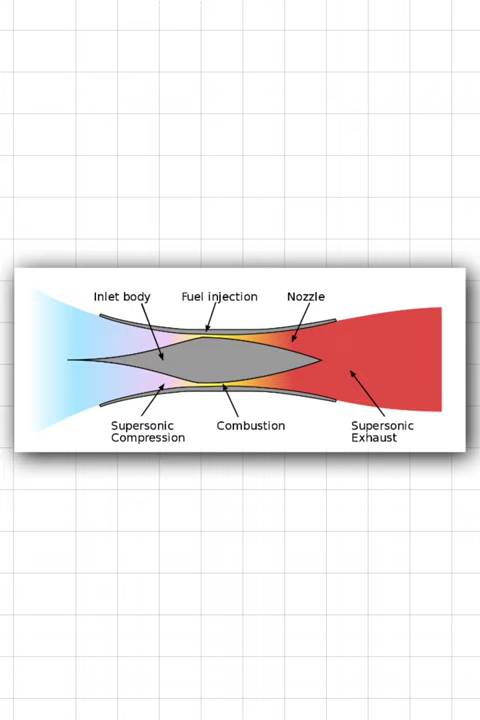 Inlet body
Fuel injection
Nozzle
Supersonic
Compression
Combustion
Supersonic
Exhaust